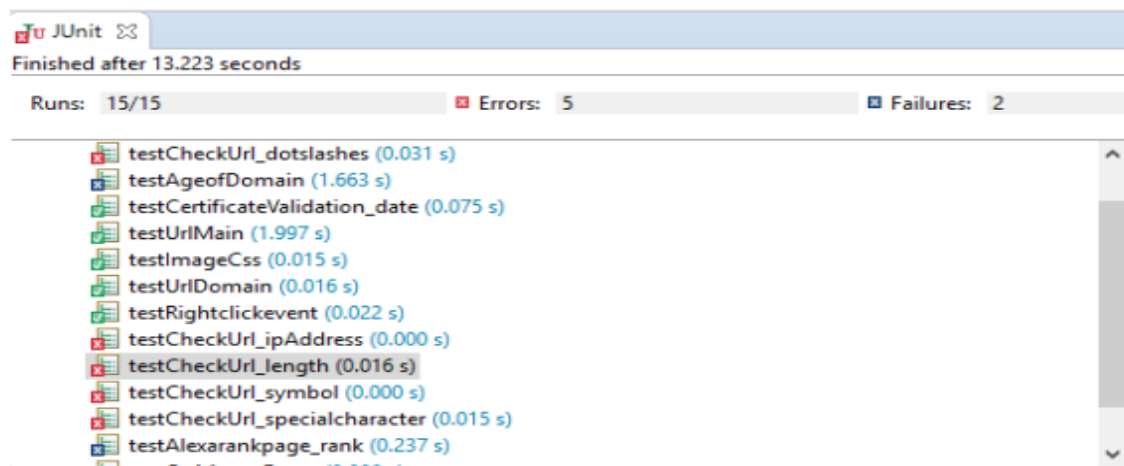 JUnit
Finished after 13.223 seconds
Runs: 15/15 Errors: 5 Failures: 2
testCheckUrl_dotslashes (0.031 s)
testAgeofDomain (1.663 s)
testCertificateValidation_date (0.075 s)
testUrlMain (1.997 s)
testImageCss (0.015 s)
testUrlDomain (0.016 s)
testRightclickevent (0.022 s)
testCheckUrl_ipAddress (0.000 s)
testCheckUrl_length (0.016 s)
testCheckUrl_symbol (0.000 s)
testCheckUrl_specialcharacter (0.015 s)
testAlexarankpage_rank (0.237 s)